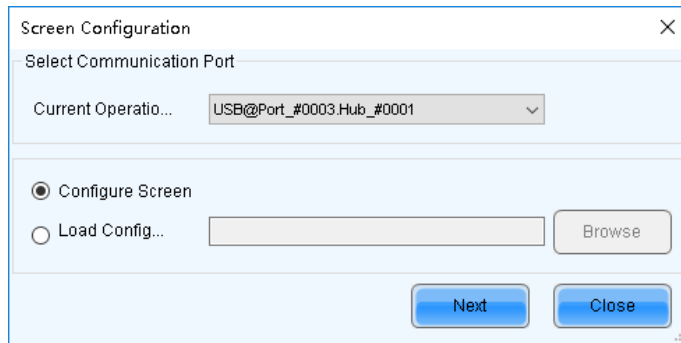 Screen Configuration
Select Communication Port
Current Operatio... USB@Port_#0003.Hub_#0001
Configure Screen
Load Config... Browse
Next Close